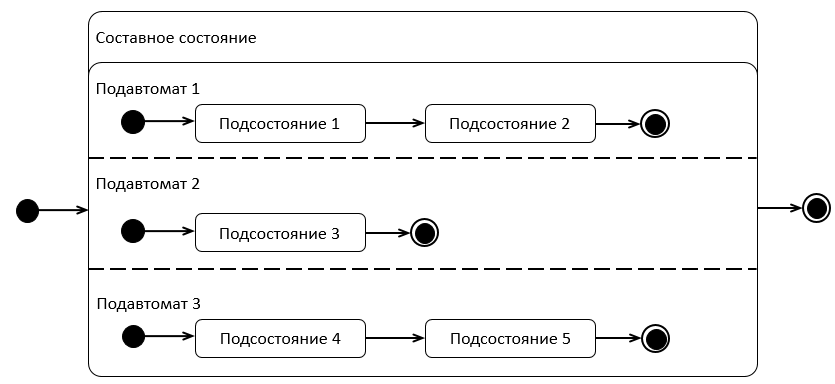 Составное состояние
Подавтомат 1
Подсостояние 1
Подсостояние 2
Подавтомат 2
Подсостояние 3
Подавтомат 3
Подсостояние 4
Подсостояние 5